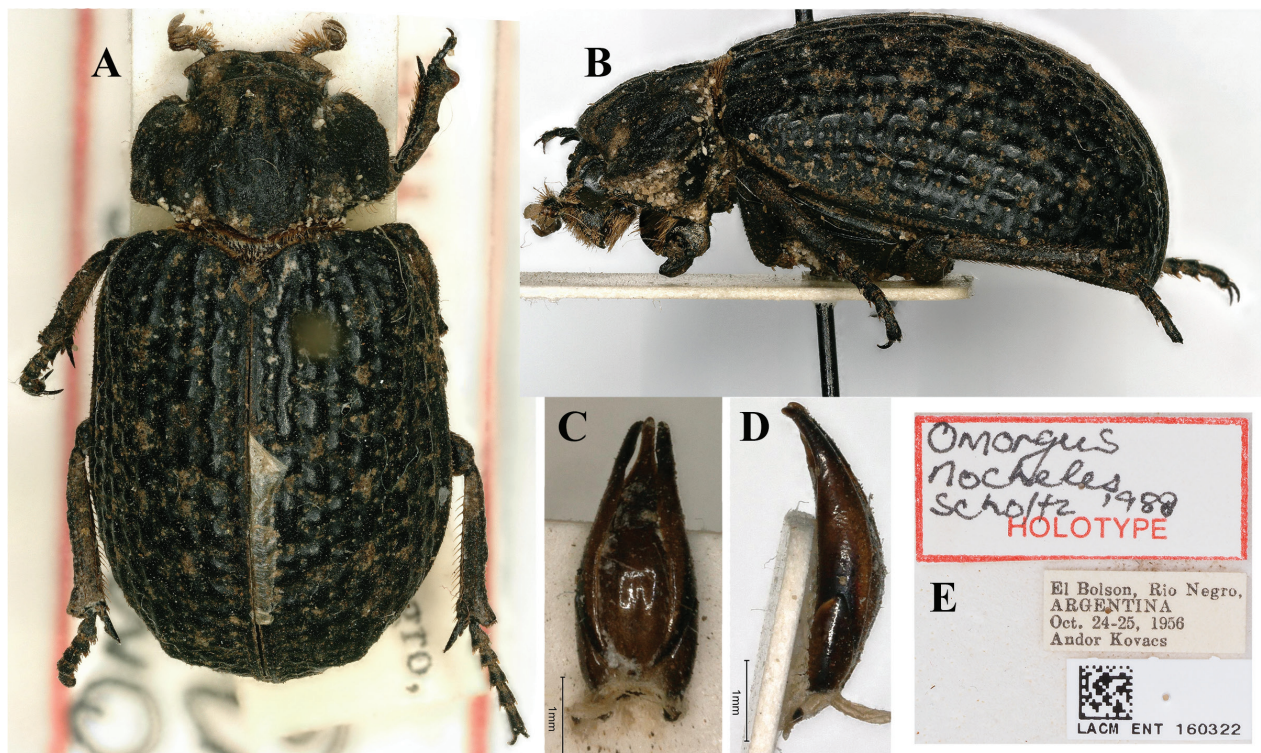 A
B
C
D
1mm
1mm
Omorgus
nocheles
Scholtz 1988
HOLOTYPE
E
El Bolson, Rio Negro,
ARGENTINA
Oct. 24-25, 1956
Andor Kovacs
LACM ENT 160322
rro,